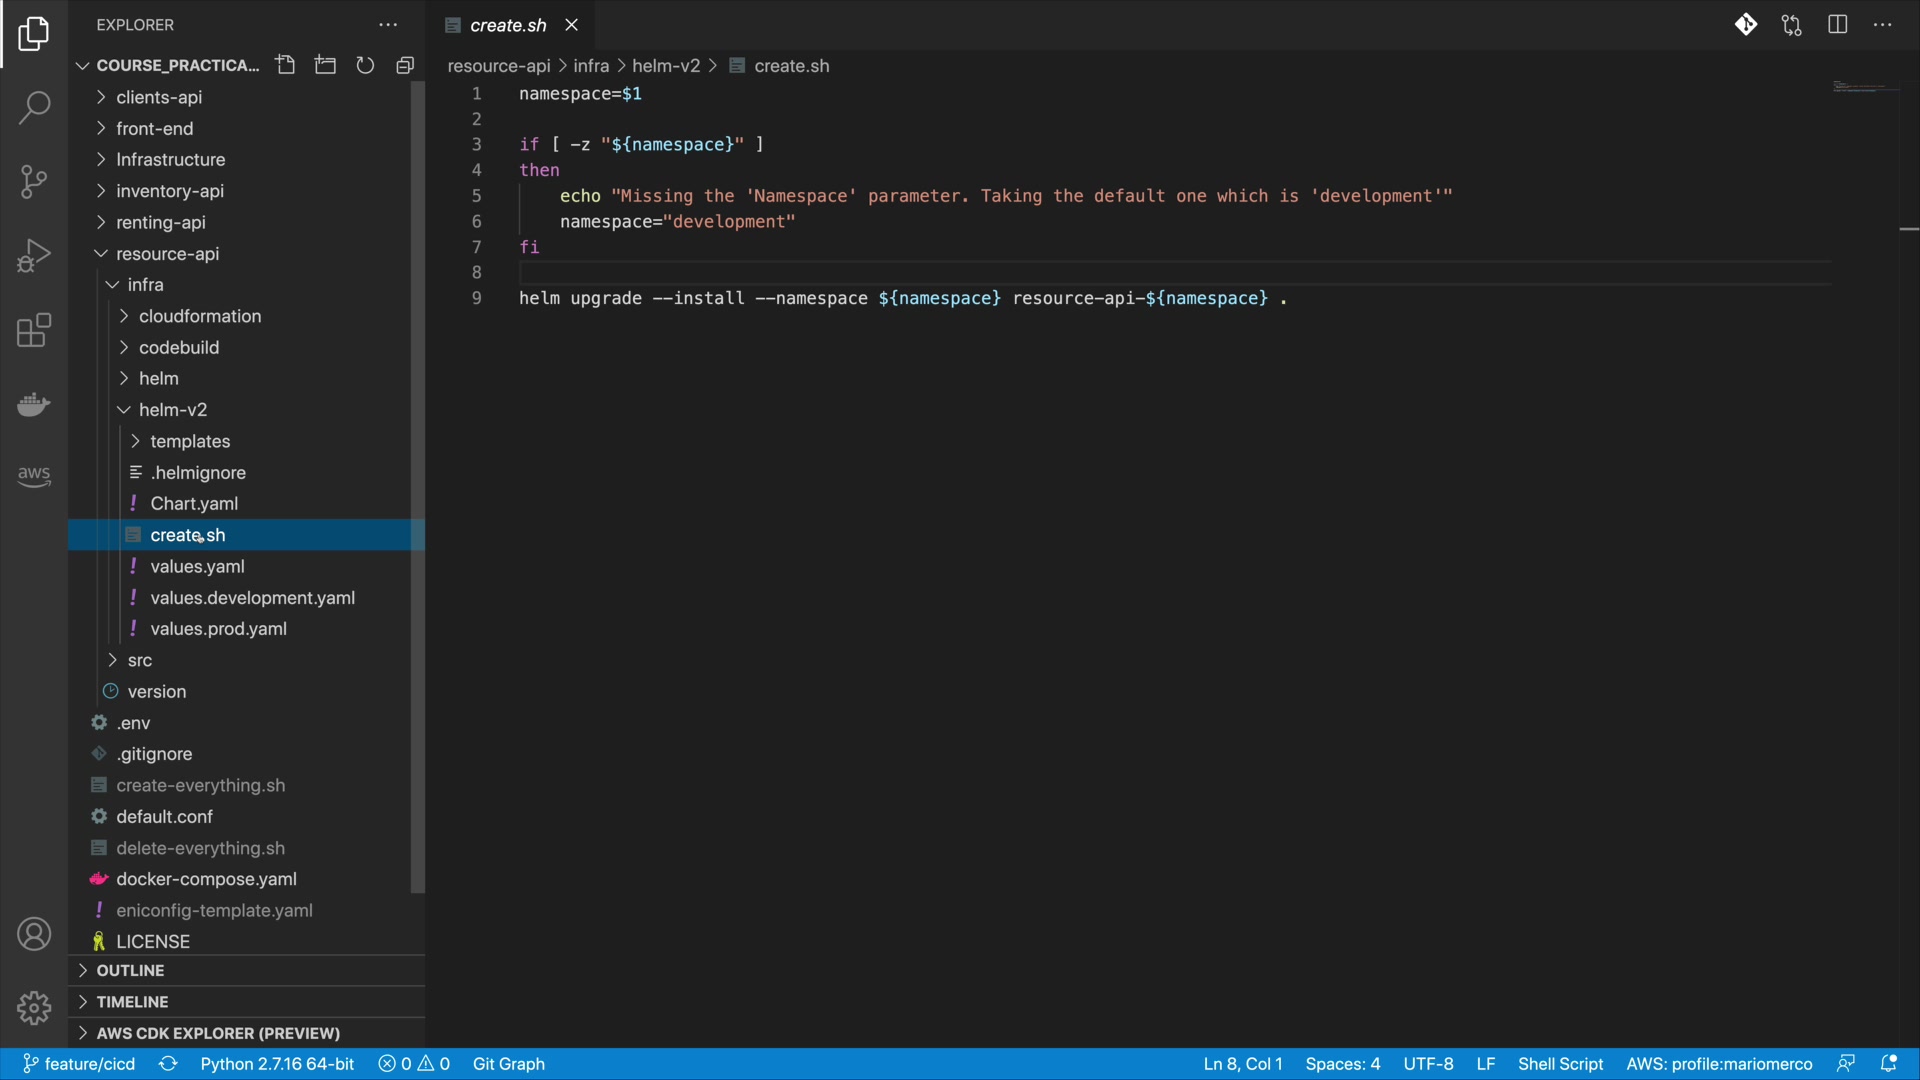 EXPLORER
COURSE_PRACTICA...
clients-api
front-end
Infrastructure
inventory-api
renting-api
resource-api
infra
cloudformation
codebuild
helm
helm-v2
templates
.helmignore
Chart.yaml
create.sh
values.yaml
values.development.yaml
values.prod.yaml
src
version
.env
.gitignore
create-everything.sh
default.conf
delete-everything.sh
docker-compose.yaml
eniconfig-template.yaml
LICENSE
OUTLINE
TIMELINE
AWS CDK EXPLORER (PREVIEW)
aws
create.sh
resource-api > infra > helm-v2 > create.sh
1 namespace=$1
2
3 if [ -z "${namespace}" ]
4 then
5 echo "Missing the 'Namespace' parameter. Taking the default one which is 'development'"
6 namespace="development"
7 fi
8
9 helm upgrade --install --namespace ${namespace} resource-api-${namespace} .
feature/cicd Python 2.7.16 64-bit 0 0 Git Graph Ln 8, Col 1 Spaces: 4 UTF-8 LF Shell Script AWS: profile:mariomerco